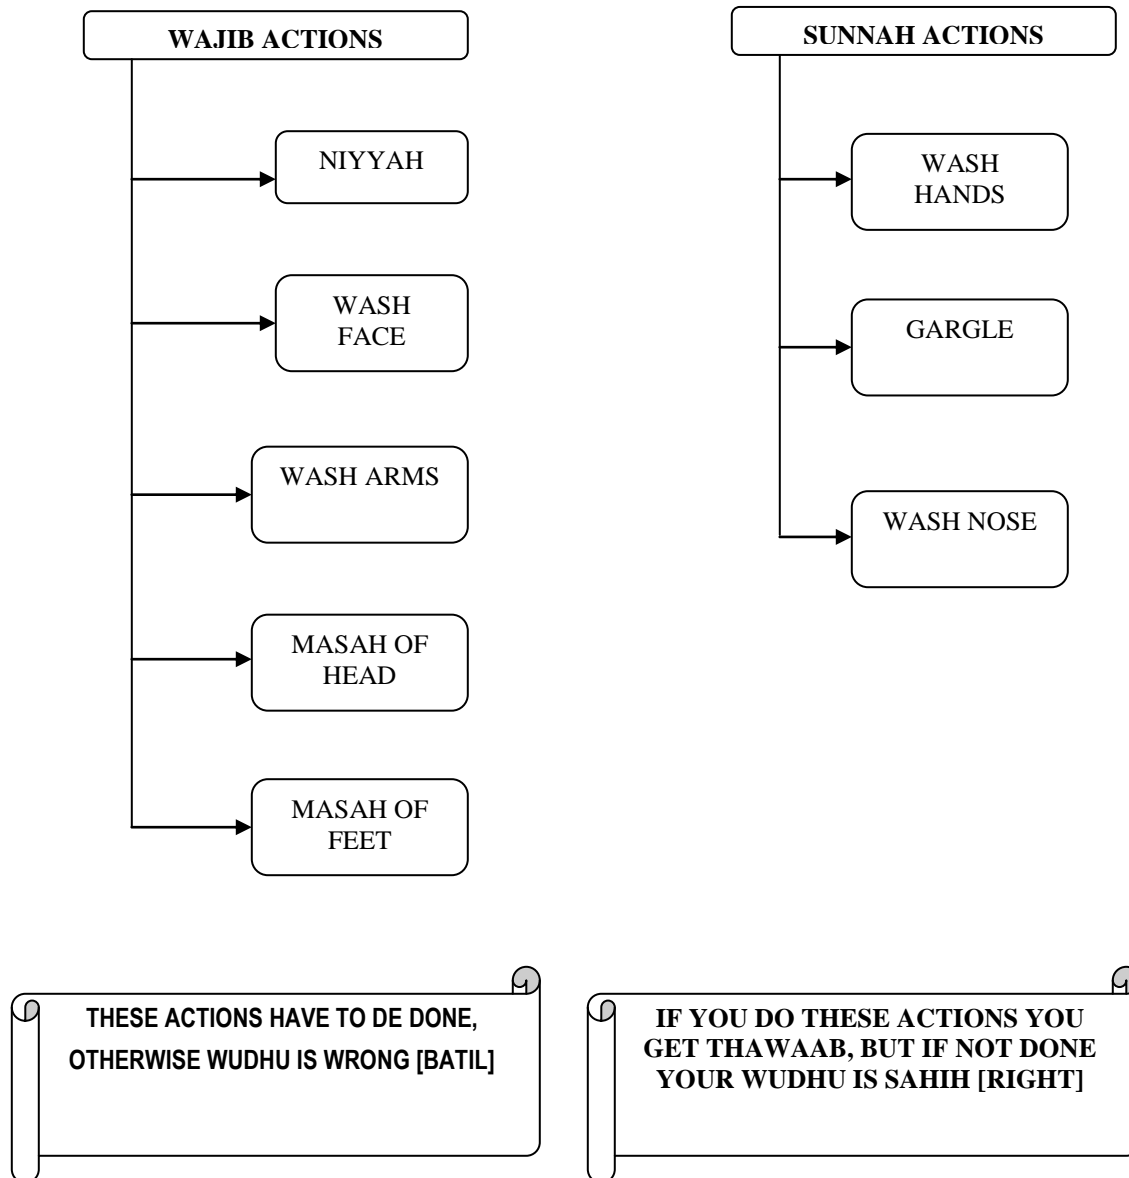 WAJIB ACTIONS
NIYYAH
WASH
FACE
WASH ARMS
MASAH OF
HEAD
MASAH OF
FEET
SUNNAH ACTIONS
WASH
HANDS
GARGLE
WASH NOSE
THESE ACTIONS HAVE TO DE DONE,
OTHERWISE WUDHU IS WRONG [BATIL]
IF YOU DO THESE ACTIONS YOU
GET THAWAAB, BUT IF NOT DONE
YOUR WUDHU IS SAHIH [RIGHT]